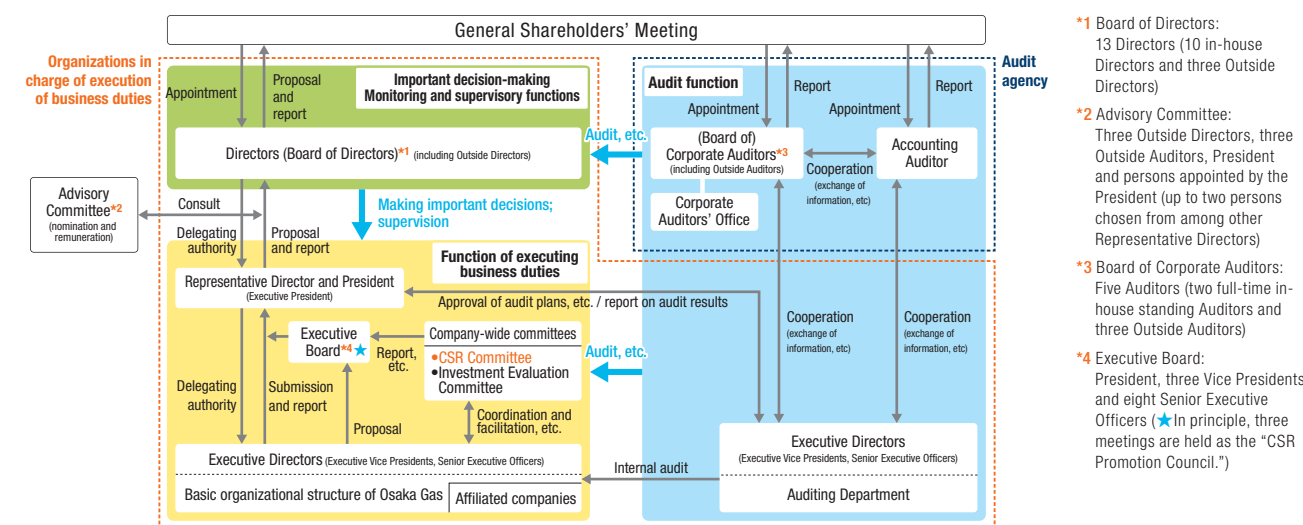 General Shareholders' Meeting
Organizations in
charge of execution
of business duties
Audit
agency
Appointment
Proposal
and
report
Important decision-making
Monitoring and supervisory functions
Audit function
Appointment
Report
Appointment
Report
Directors (Board of Directors)*1 (including Outside Directors)
Audit, etc.
(Board of)
Corporate Auditors*3
(including Outside Auditors)
Cooperation
(exchange of
information, etc)
Accounting
Auditor
Corporate
Auditors' Office
Advisory
Committee*2
(nomination and
remuneration)
Consult
Making important decisions;
supervision
Delegating
authority
Proposal
and report
Function of executing
business duties
Representative Director and President
(Executive President)
Approval of audit plans, etc. / report on audit results
Executive
Board*4★
Report,
etc.
Company-wide committees
•CSR Committee
•Investment Evaluation
Committee
Audit, etc.
Cooperation
(exchange of
information, etc)
Cooperation
(exchange of
information, etc)
Delegating
authority
Submission
and report
Proposal
Coordination and
facilitation, etc.
Executive Directors (Executive Vice Presidents, Senior Executive Officers)
Basic organizational structure of Osaka Gas
Affiliated companies
Internal audit
Executive Directors
(Executive Vice Presidents, Senior Executive Officers)
Auditing Department
*1 Board of Directors:
13 Directors (10 in-house
Directors and three Outside
Directors)
*2 Advisory Committee:
Three Outside Directors, three
Outside Auditors, President
and persons appointed by the
President (up to two persons
chosen from among other
Representative Directors)
*3 Board of Corporate Auditors:
Five Auditors (two full-time in-
house standing Auditors and
three Outside Auditors)
*4 Executive Board:
President, three Vice Presidents
and eight Senior Executive
Officers (★In principle, three
meetings are held as the "CSR
Promotion Council.")